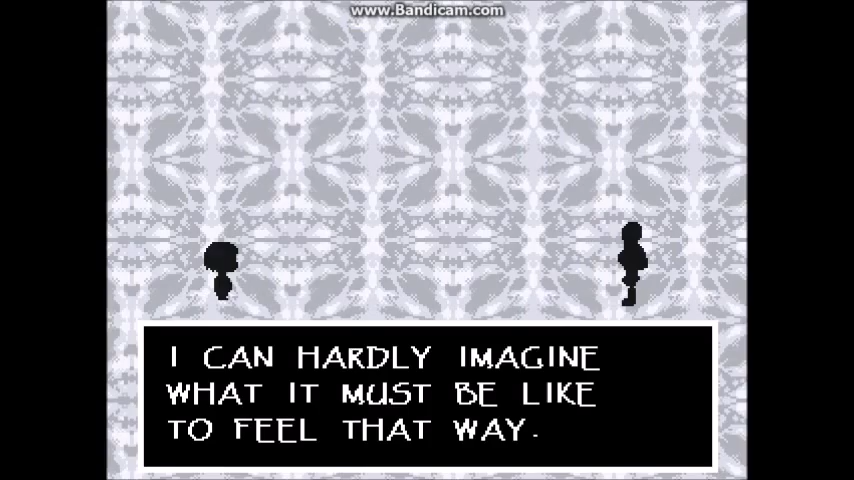 www.Bandicam.com
I CAN HARDLY IMAGINE
WHAT IT MUST BE LIKE
TO FEEL THAT WAY.